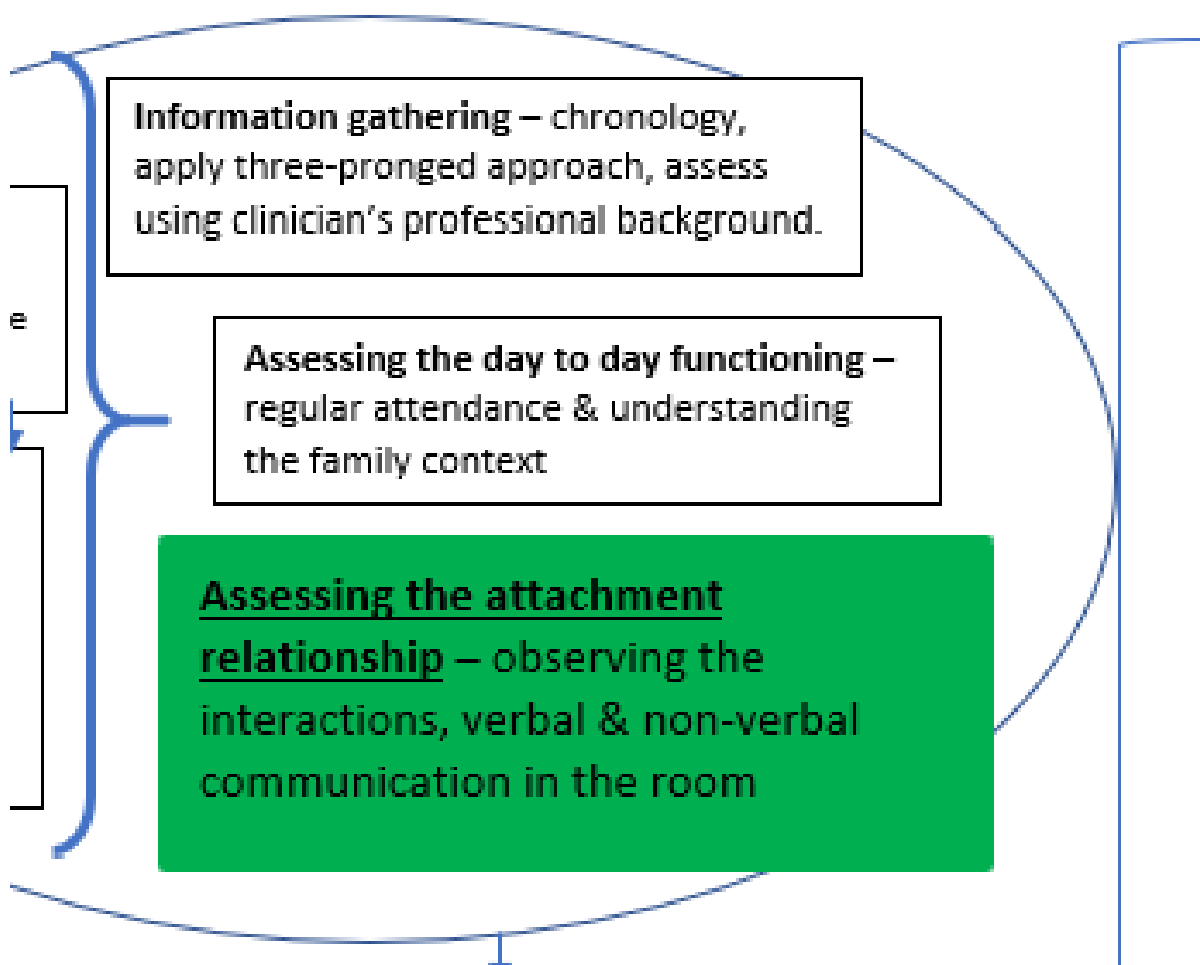 Information gathering – chronology,
apply three-pronged approach, assess
using clinician's professional background.
e
Assessing the day to day functioning –
regular attendance & understanding
the family context
Assessing the attachment
relationship – observing the
interactions, verbal & non-verbal
communication in the room